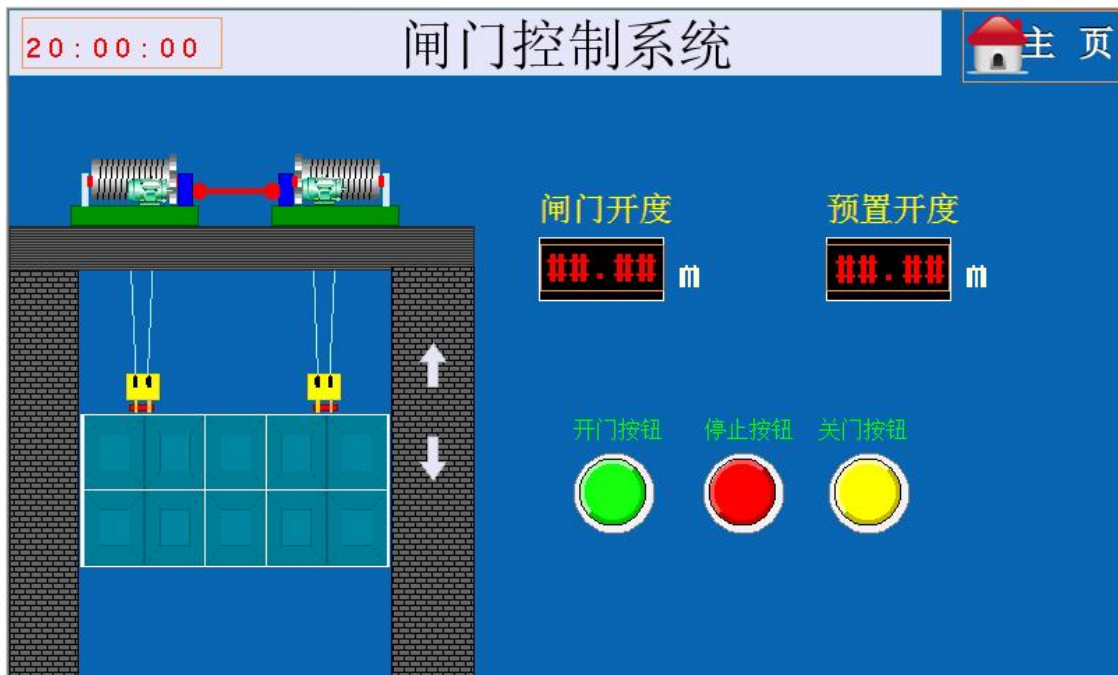 20:00:00
闸门控制系统
主 页
闸门开度
预置开度
##.## m
##.## m
开门按钮
停止按钮
关门按钮